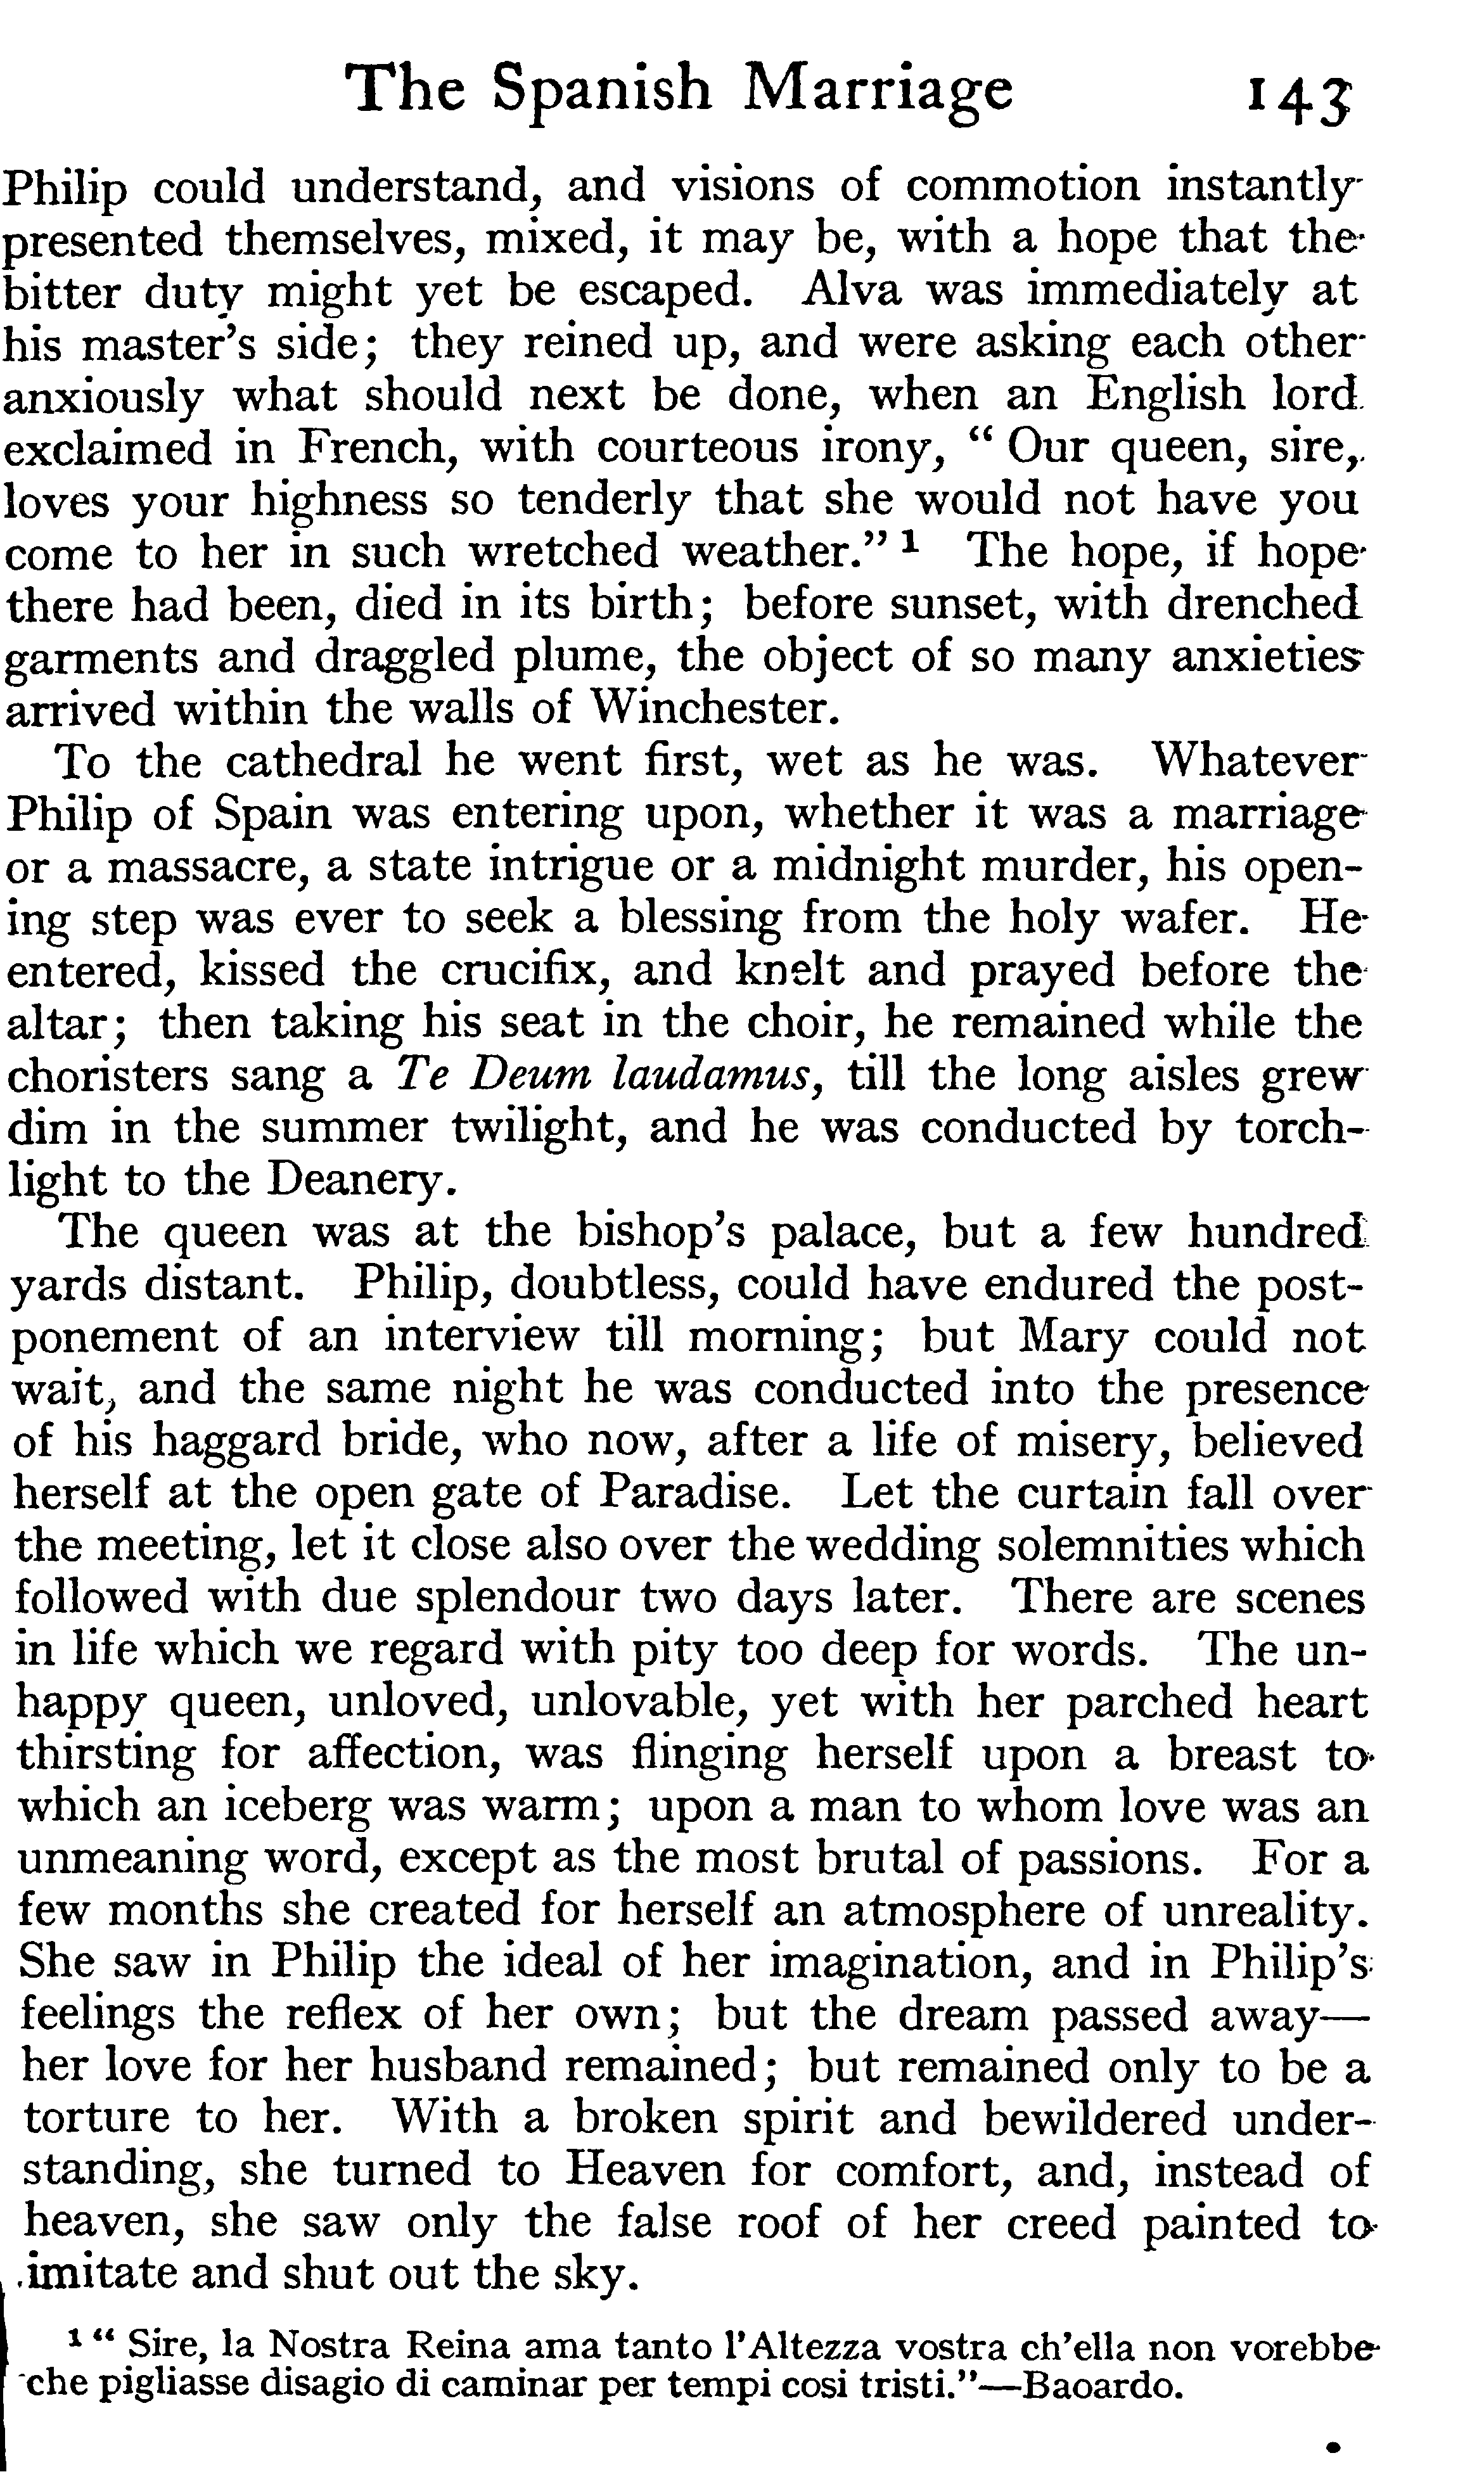 The Spanish Marriage 143
Philip could understand, and visions of commotion instantly
presented themselves, mixed, it may be, with a hope that the
bitter duty might yet be escaped. Alva was immediately at
his master's side; they reined up, and were asking each other
anxiously what should next be done, when an English lord
exclaimed in French, with courteous irony, “ Our queen, sire,
loves your highness so tenderly that she would not have you
come to her in such wretched weather.” ¹ The hope, if hope
there had been, died in its birth; before sunset, with drenched
garments and draggled plume, the object of so many anxieties
arrived within the walls of Winchester.
To the cathedral he went first, wet as he was. Whatever
Philip of Spain was entering upon, whether it was a marriage
or a massacre, a state intrigue or a midnight murder, his open-
ing step was ever to seek a blessing from the holy wafer. He
entered, kissed the crucifix, and knelt and prayed before the
altar; then taking his seat in the choir, he remained while the
choristers sang a Te Deum laudamus, till the long aisles grew
dim in the summer twilight, and he was conducted by torch-
light to the Deanery.
The queen was at the bishop's palace, but a few hundred
yards distant. Philip, doubtless, could have endured the post-
ponement of an interview till morning; but Mary could not
wait, and the same night he was conducted into the presence
of his haggard bride, who now, after a life of misery, believed
herself at the open gate of Paradise. Let the curtain fall over
the meeting, let it close also over the wedding solemnities which
followed with due splendour two days later. There are scenes
in life which we regard with pity too deep for words. The un-
happy queen, unloved, unlovable, yet with her parched heart
thirsting for affection, was flinging herself upon a breast to
which an iceberg was warm; upon a man to whom love was an
unmeaning word, except as the most brutal of passions. For a
few months she created for herself an atmosphere of unreality.
She saw in Philip the ideal of her imagination, and in Philip's
feelings the reflex of her own; but the dream passed away—
her love for her husband remained; but remained only to be a
torture to her. With a broken spirit and bewildered under-
standing, she turned to Heaven for comfort, and, instead of
heaven, she saw only the false roof of her creed painted to
imitate and shut out the sky.
¹ “ Sire, la Nostra Reina ama tanto l'Altezza vostra ch'ella non vorebbe
che pigliasse disagio di caminar per tempi cosi tristi.”—Baoardo.